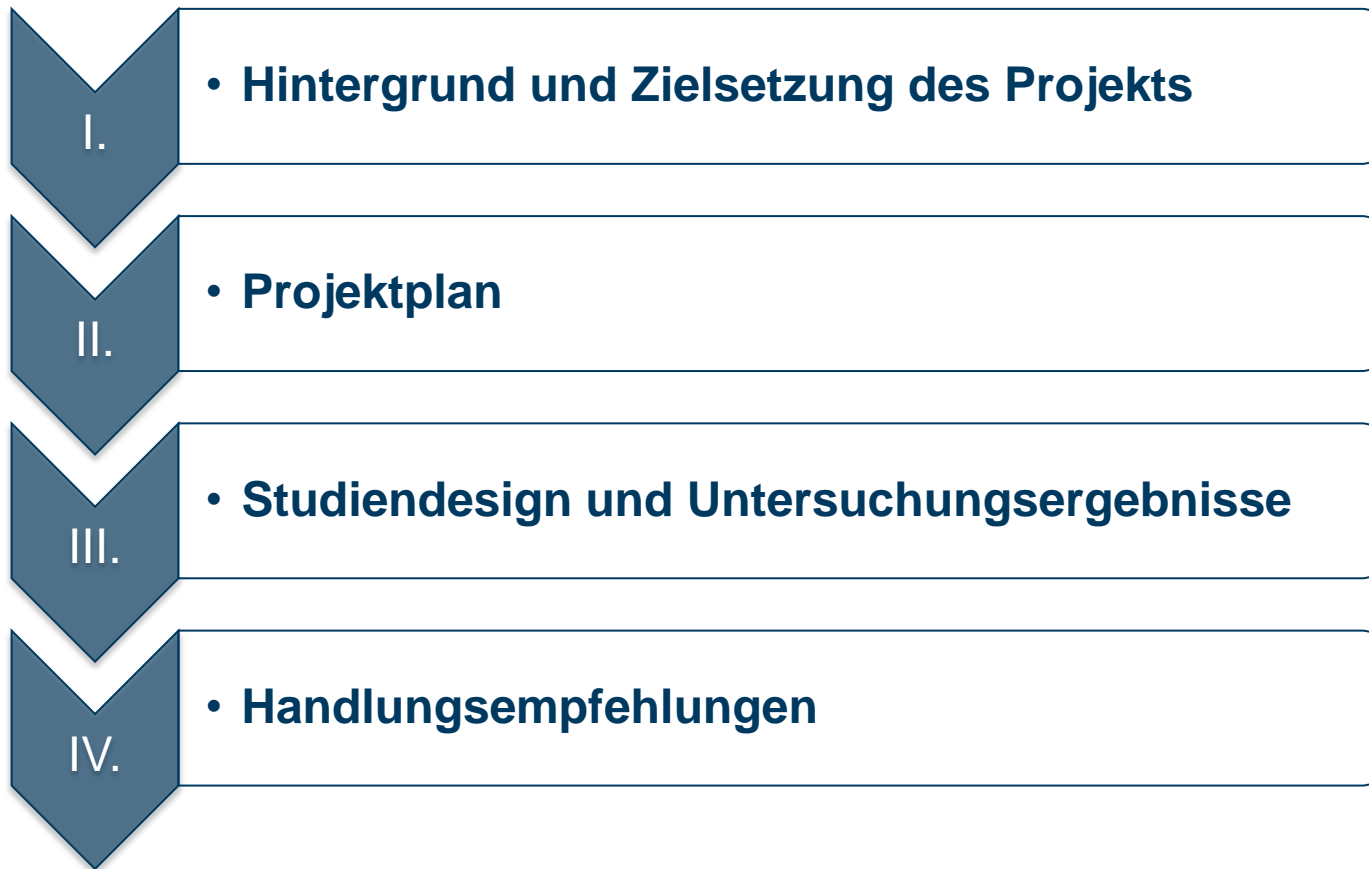 I.
• Hintergrund und Zielsetzung des Projekts
II.
• Projektplan
III.
• Studiendesign und Untersuchungsergebnisse
IV.
• Handlungsempfehlungen